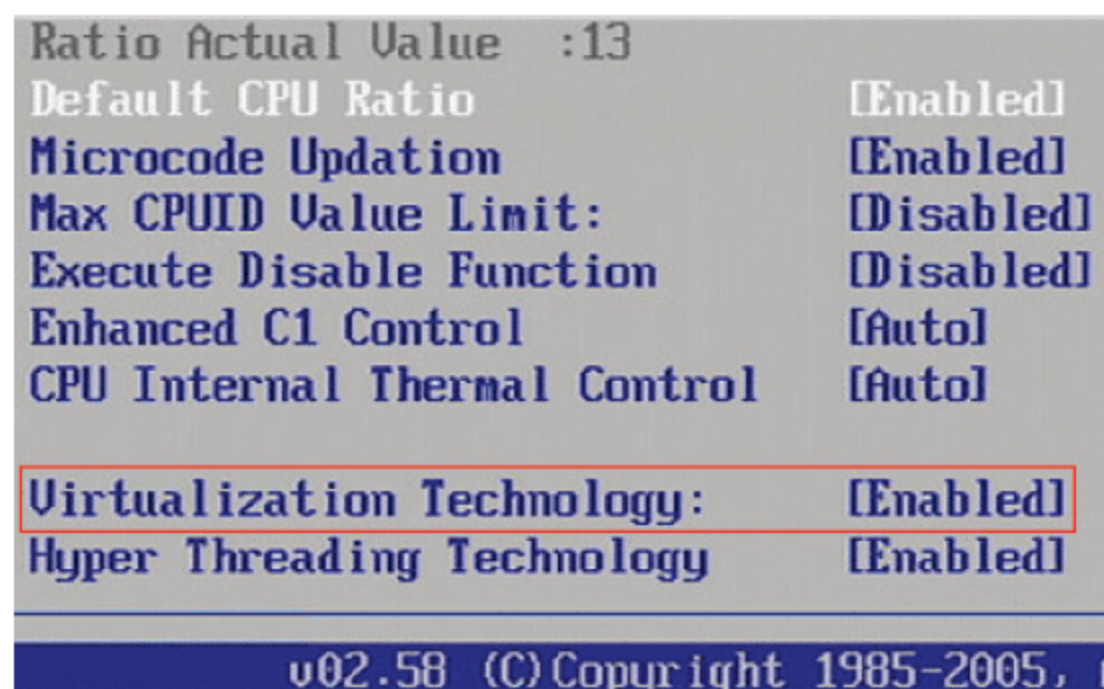 Ratio Actual Value :13
Default CPU Ratio [Enabled]
Microcode Updation [Enabled]
Max CPUID Value Limit: [Disabled]
Execute Disable Function [Disabled]
Enhanced C1 Control [Auto]
CPU Internal Thermal Control [Auto]
Virtualization Technology: [Enabled]
Hyper Threading Technology [Enabled]
v02.58 (C)Copyright 1985-2005,